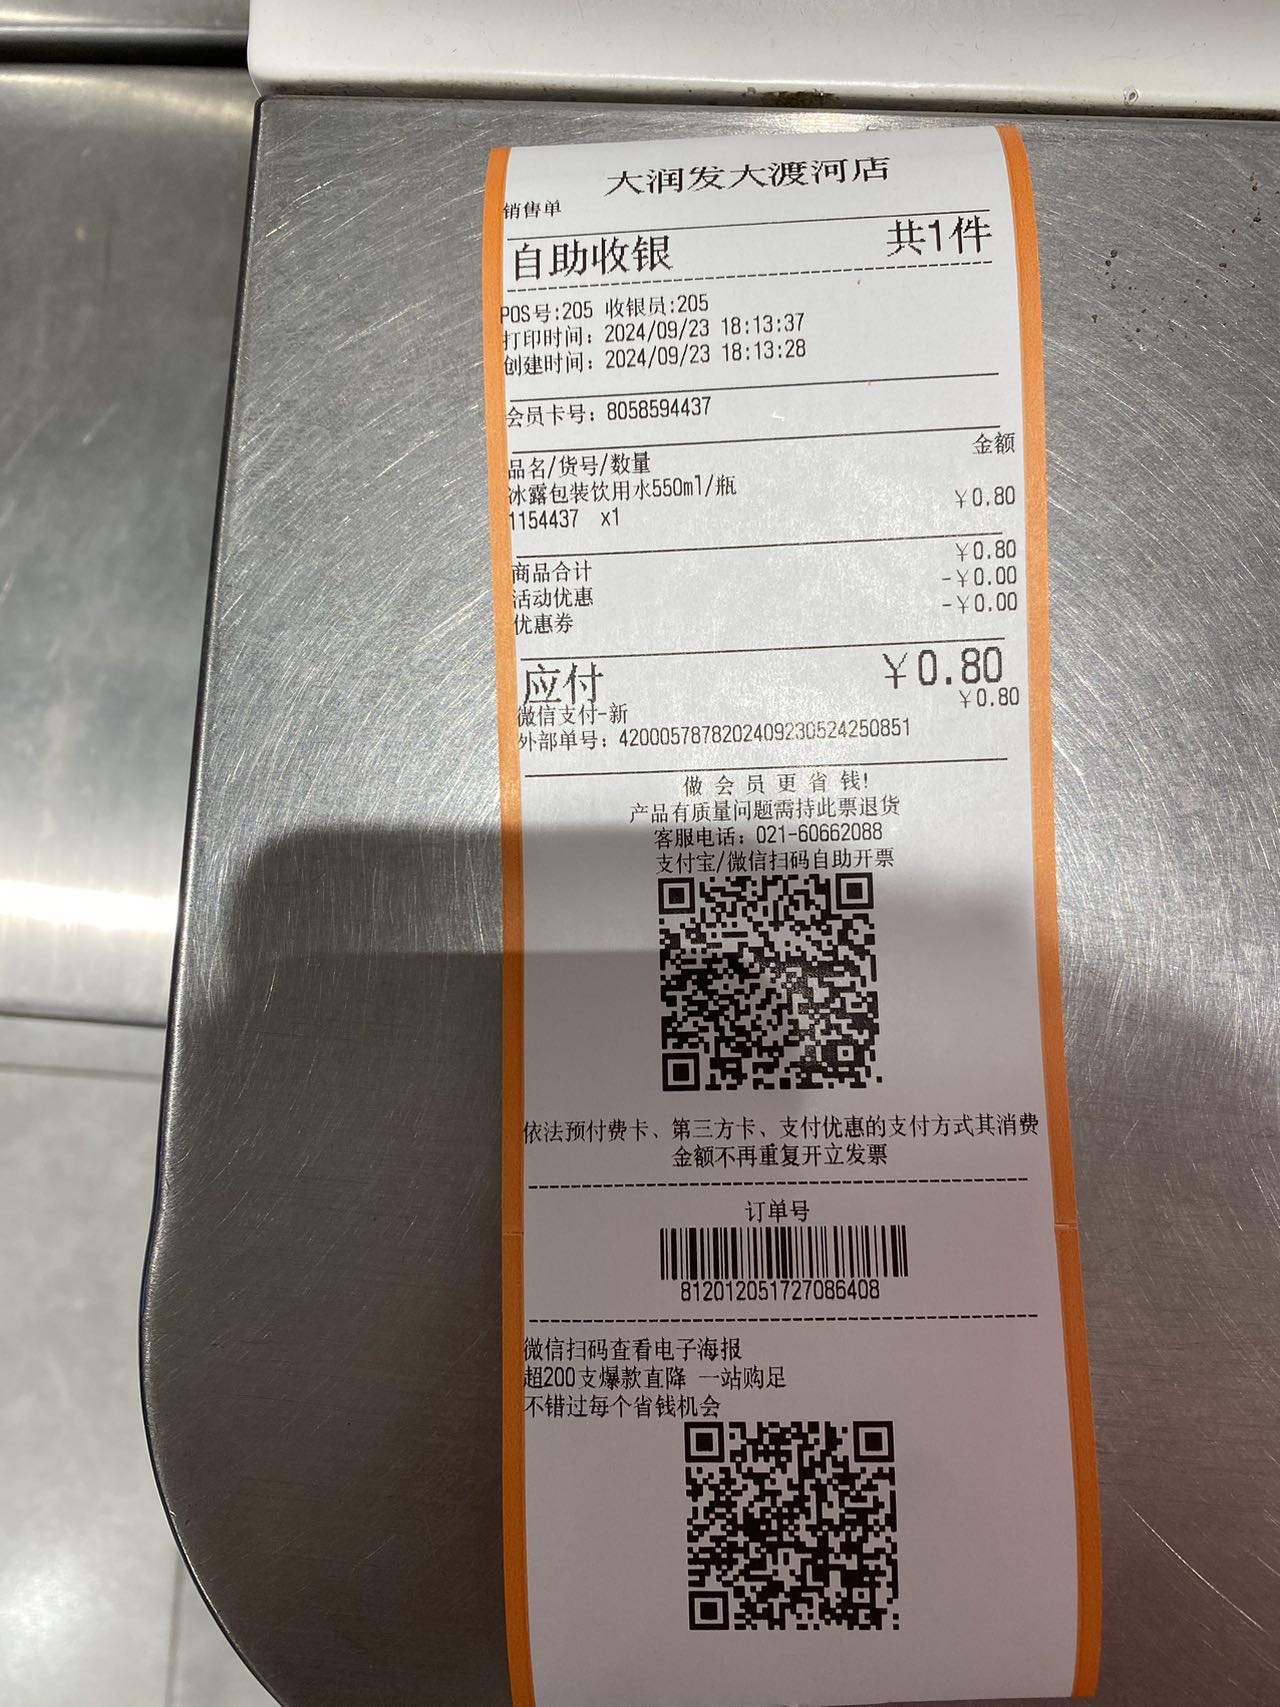 大润发大渡河店
销售单
自助收银 共1件
POS号:205 收银员:205
打印时间: 2024/09/23 18:13:37
创建时间: 2024/09/23 18:13:28
会员卡号: 8058594437
金额
品名/货号/数量
冰露包装饮用水550ml/瓶 ¥0.80
1154437 x1
商品合计 ¥0.80
活动优惠 -¥0.00
优惠券 -¥0.00
应付 ¥0.80
微信支付-新 ¥0.80
外部单号: 4200057878202409230524250851
做会员更省钱!
产品有质量问题需持此票退货
客服电话: 021-60662088
支付宝/微信扫码自助开票
依法预付费卡、第三方卡、支付优惠的支付方式其消费
金额不再重复开立发票
订单号
812012051727086408
微信扫码查看电子海报
超200支爆款直降 一站购足
不错过每个省钱机会